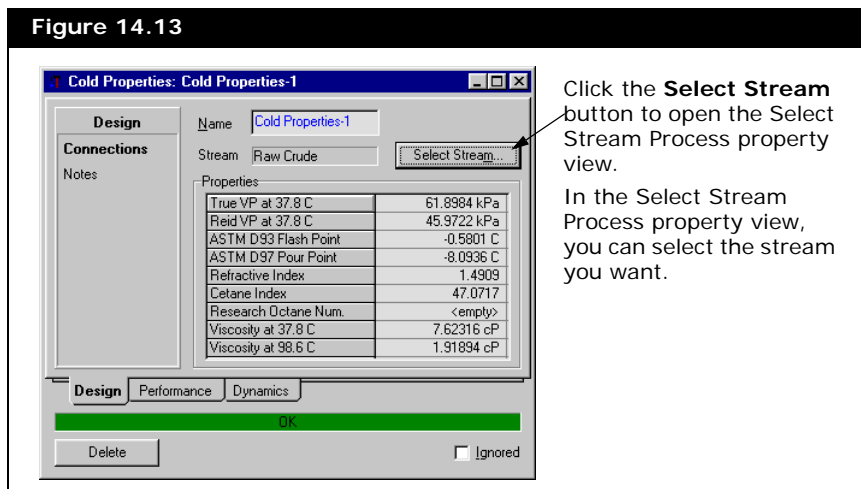 Figure 14.13
Cold Properties: Cold Properties-1
Design
Connections
Notes
Name Cold Properties-1
Stream Raw Crude Select Stream...
Properties
True VP at 37.8 C 61.8984 kPa
Reid VP at 37.8 C 45.9722 kPa
ASTM D93 Flash Point -0.5801 C
ASTM D97 Pour Point -8.0936 C
Refractive Index 1.4909
Cetane Index 47.0717
Research Octane Num. <empty>
Viscosity at 37.8 C 7.62316 cP
Viscosity at 98.6 C 1.91894 cP
Design Performance Dynamics
OK
Delete Ignored
Click the Select Stream
button to open the Select
Stream Process property
view.
In the Select Stream
Process property view,
you can select the stream
you want.